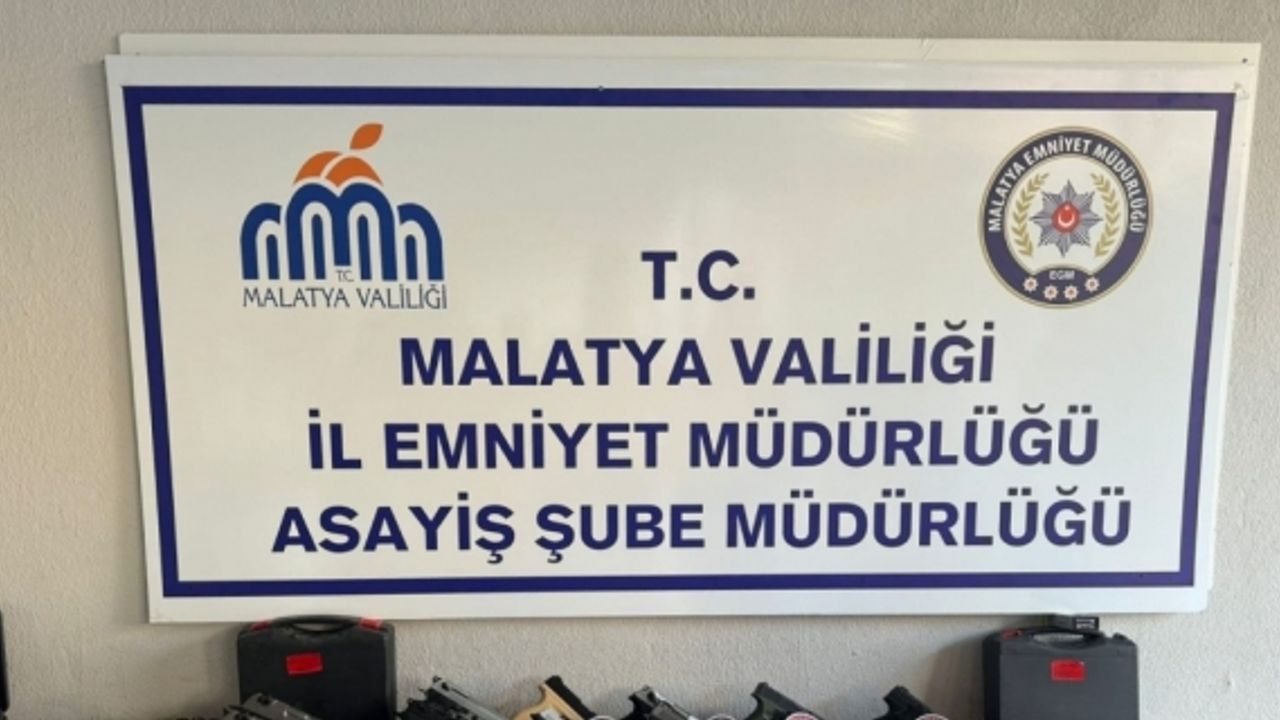 MALATYA EMNİYET MÜDÜRLÜĞÜ
EGM
T.C.
MALATYA VALİLİĞİ
T.C.
MALATYA VALİLİĞİ
İL EMNİYET MÜDÜRLÜĞÜ
ASAYİŞ ŞUBE MÜDÜRLÜĞÜ